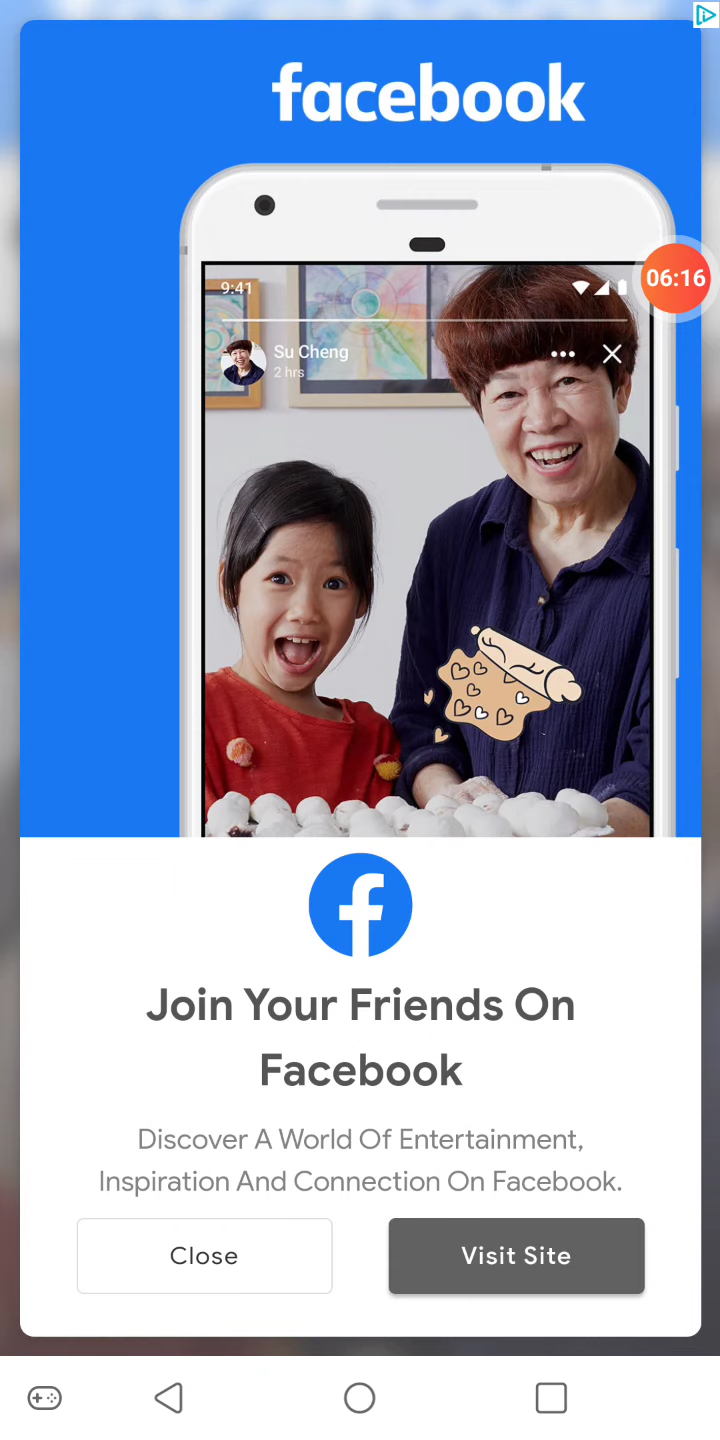 facebook
06:16
9:41
Su Cheng
2 hrs
Join Your Friends On
Facebook
Discover A World Of Entertainment,
Inspiration And Connection On Facebook.
Close
Visit Site